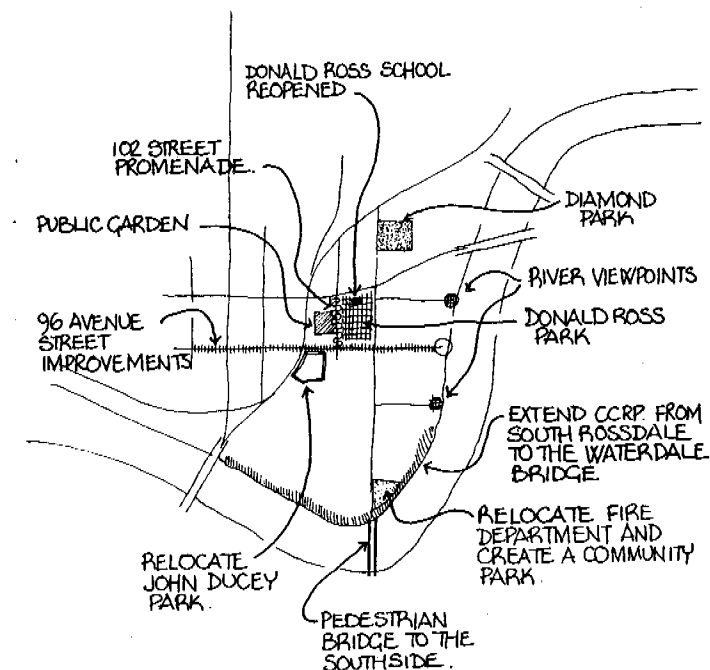 DONALD ROSS SCHOOL
REOPENED
102 STREET
PROMENADE..
PUBLIC GARDEN
DIAMOND
PARK
RIVER VIEWPOINTS
96 AVENUE
STREET
IMPROVEMENTS
DONALD ROSS
PARK
EXTEND CCRP. FROM
SOUTH ROSSDALE
TO THE WATERDALE
BRIDGE
RELOCATE FIRE
DEPARTMENT AND
CREATE A COMMUNITY
PARK.
RELOCATE
JOHN DUCEY
PARK.
PEDESTRIAN
BRIDGE TO THE
SOUTHSIDE.